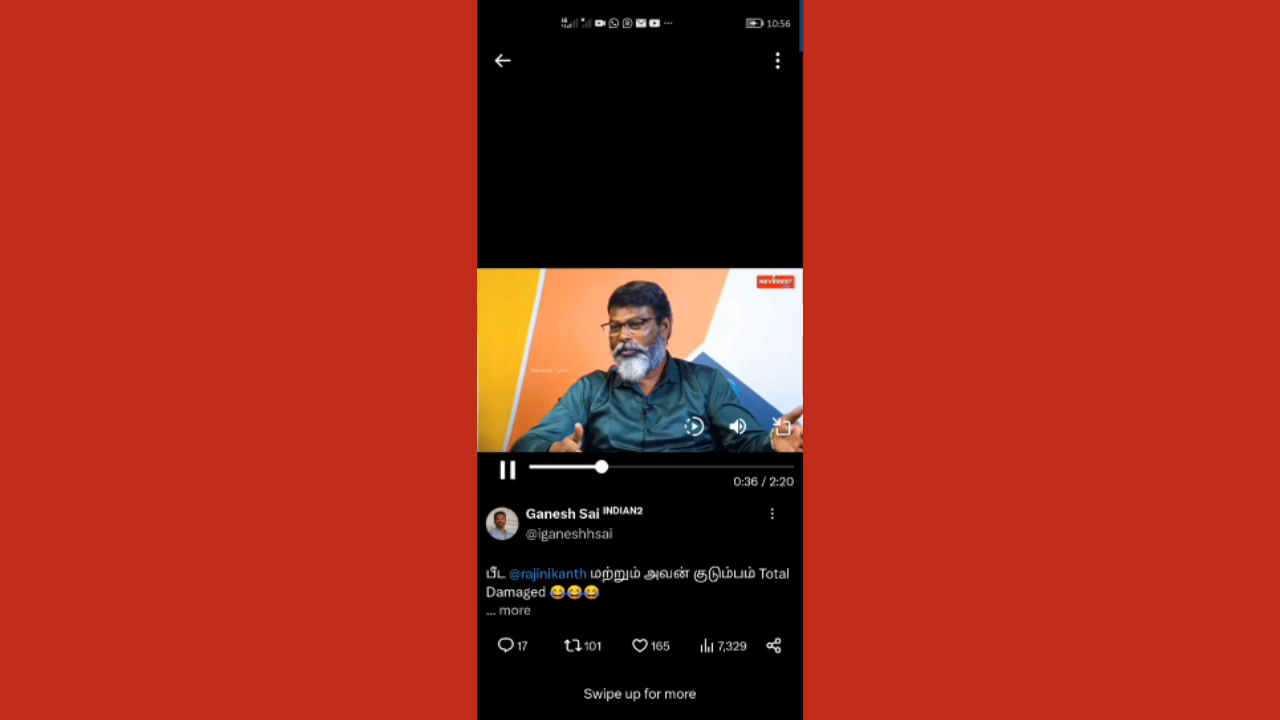 10:56
NEVEREST
0:36 / 2:20
Ganesh Sai INDIAN2
@iganeshhsai
பீட @rajinikanth மற்றும் அவன் குடும்பம் Total
Damaged 😂😂😂
... more
17 101 165 7,329
Swipe up for more